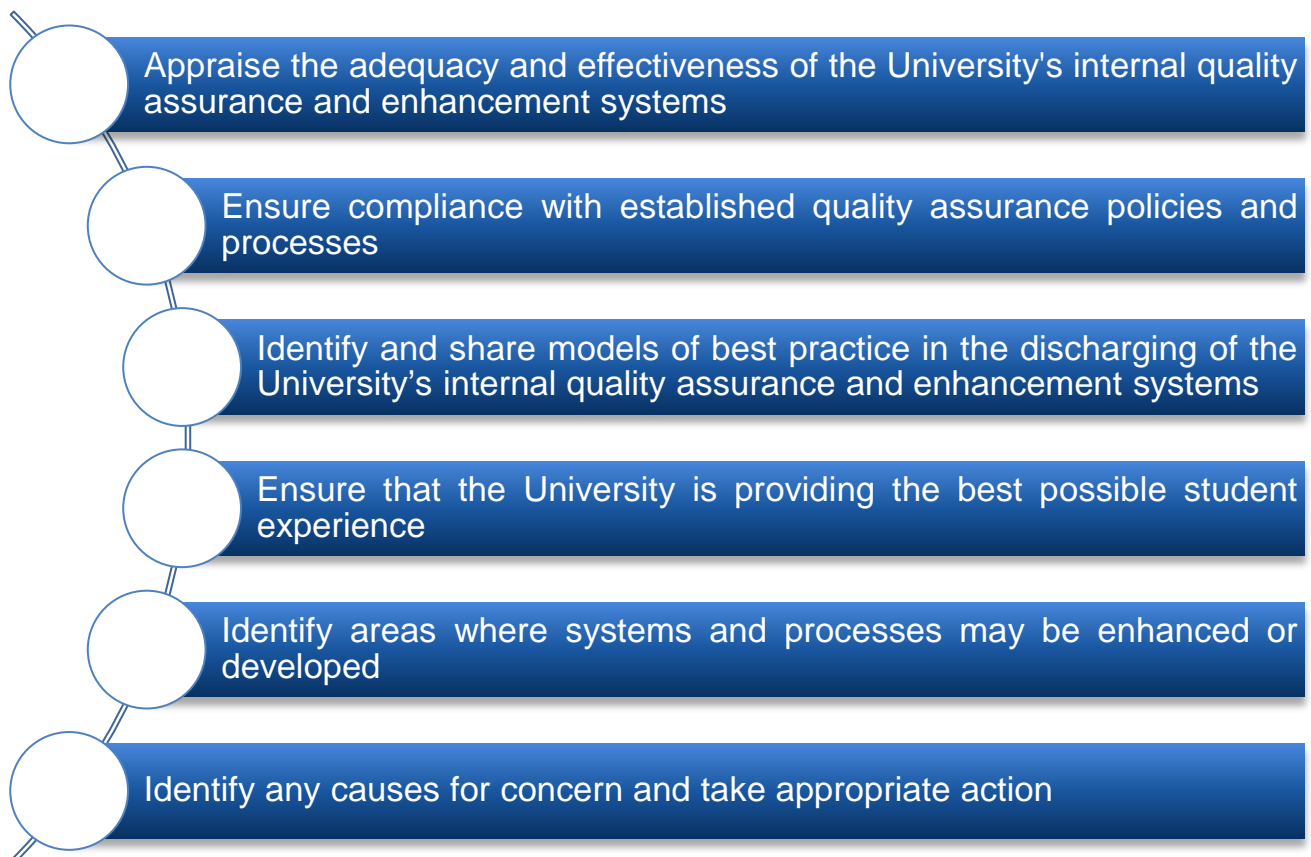 Appraise the adequacy and effectiveness of the University's internal quality
assurance and enhancement systems
Ensure compliance with established quality assurance policies and
processes
Identify and share models of best practice in the discharging of the
University’s internal quality assurance and enhancement systems
Ensure that the University is providing the best possible student
experience
Identify areas where systems and processes may be enhanced or
developed
Identify any causes for concern and take appropriate action